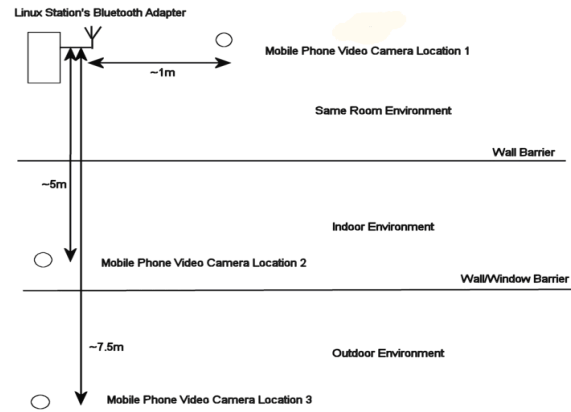 Linux Station's Bluetooth Adapter
Mobile Phone Video Camera Location 1
~1m
Same Room Environment
Wall Barrier
~5m
Indoor Environment
Mobile Phone Video Camera Location 2
Wall/Window Barrier
~7.5m
Outdoor Environment
Mobile Phone Video Camera Location 3